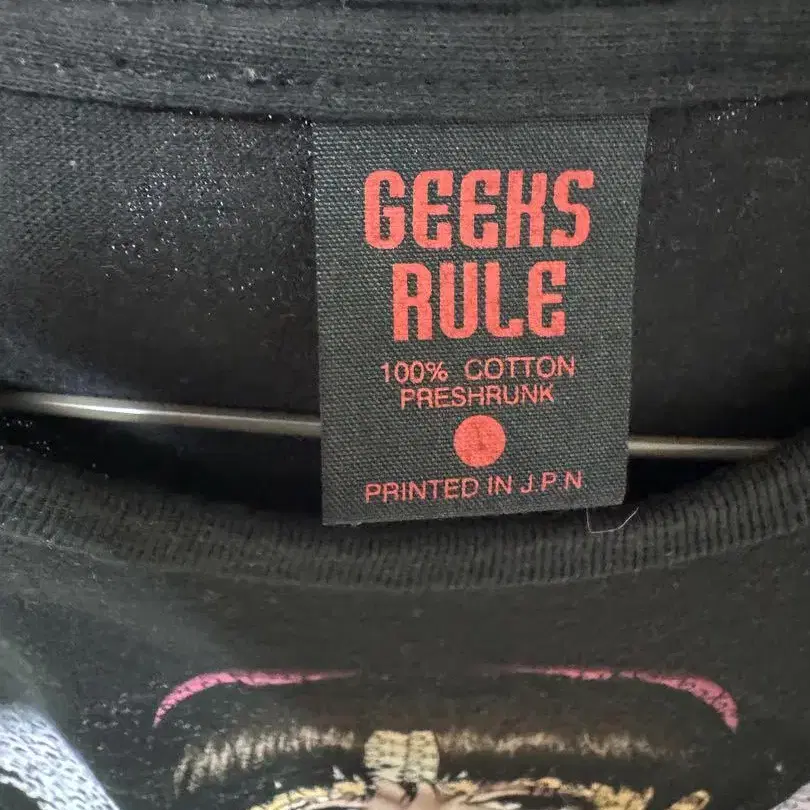 GEEKS
RULE
100% COTTON
PRESHRUNK
PRINTED IN J.P.N